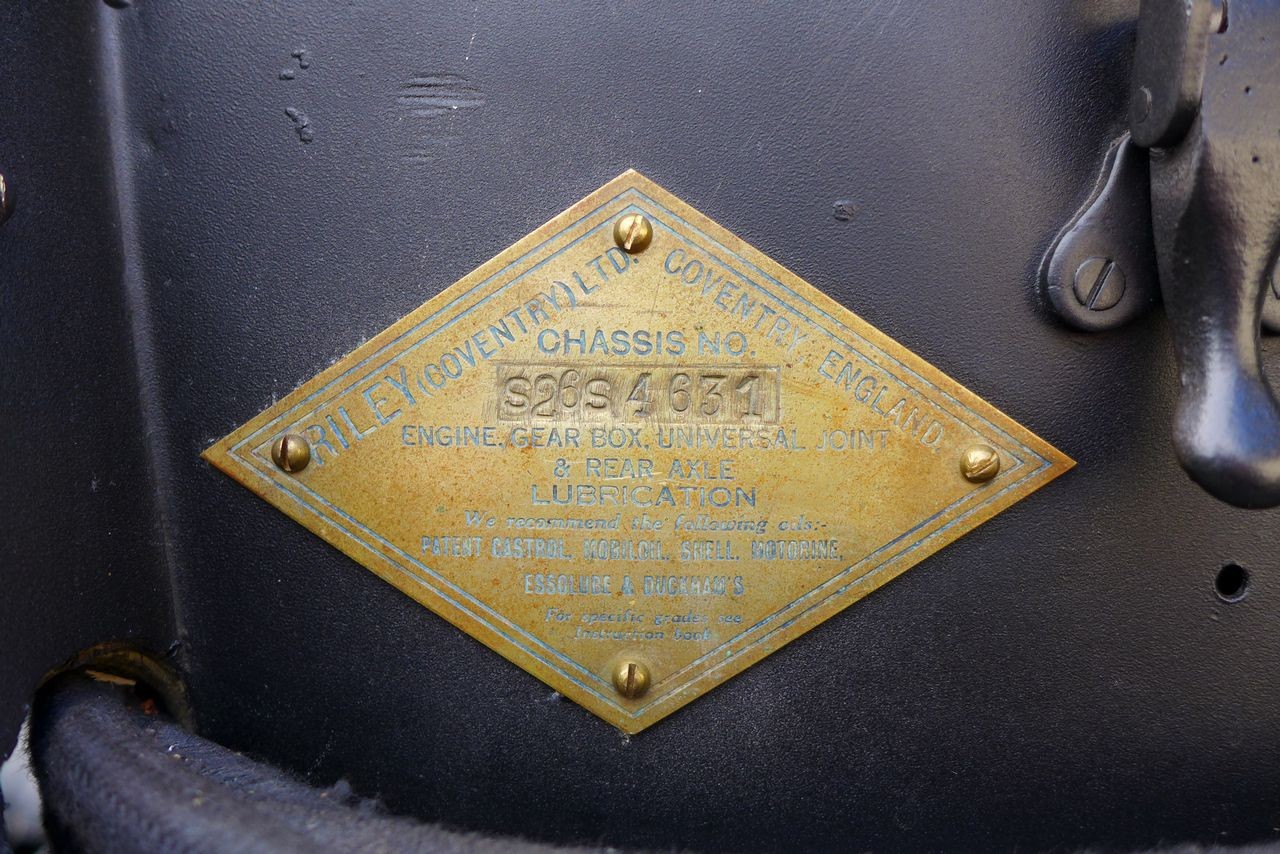 RILEY (COVENTRY) LTD. COVENTRY ENGLAND.
CHASSIS NO.
S26S 4631
ENGINE, GEAR BOX, UNIVERSAL JOINT
& REAR AXLE
LUBRICATION
We recommend the following oils:-
PATENT CASTROL, MOBILOIL, SHELL, MOTORINE,
ESSOLUBE & DUCKHAM'S
For specific grades see
Instruction book